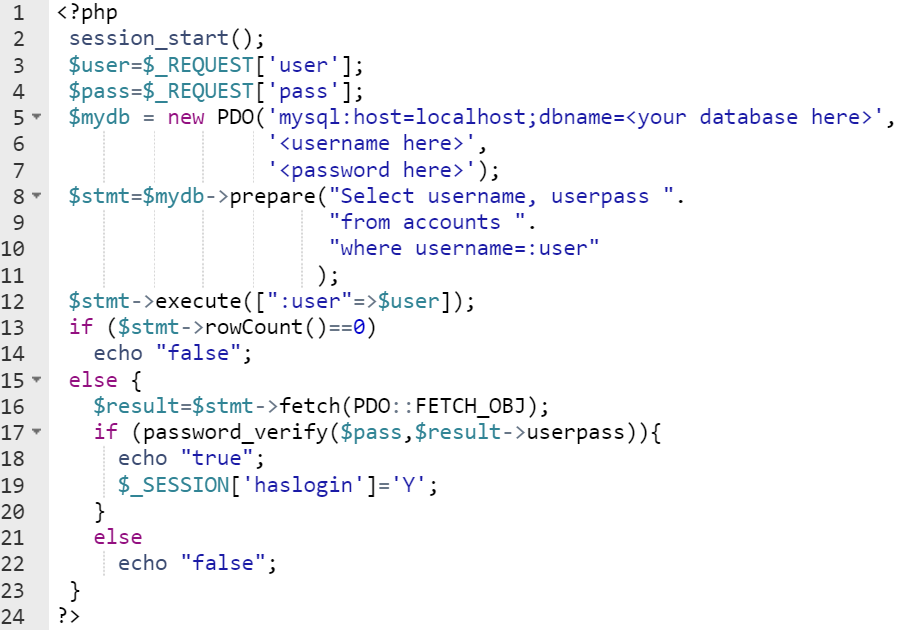 1 <?php
2 session_start();
3 $user=$_REQUEST['user'];
4 $pass=$_REQUEST['pass'];
5 $mydb = new PDO('mysql:host=localhost;dbname=<your database here>',
6 '<username here>',
7 '<password here>');
8 $stmt=$mydb->prepare("Select username, userpass ".
9 "from accounts ".
10 "where username=:user"
11 );
12 $stmt->execute([":user"=>$user]);
13 if ($stmt->rowCount()==0)
14 echo "false";
15 else {
16 $result=$stmt->fetch(PDO::FETCH_OBJ);
17 if (password_verify($pass,$result->userpass)){
18 echo "true";
19 $_SESSION['haslogin']='Y';
20 }
21 else
22 echo "false";
23 }
24 ?>